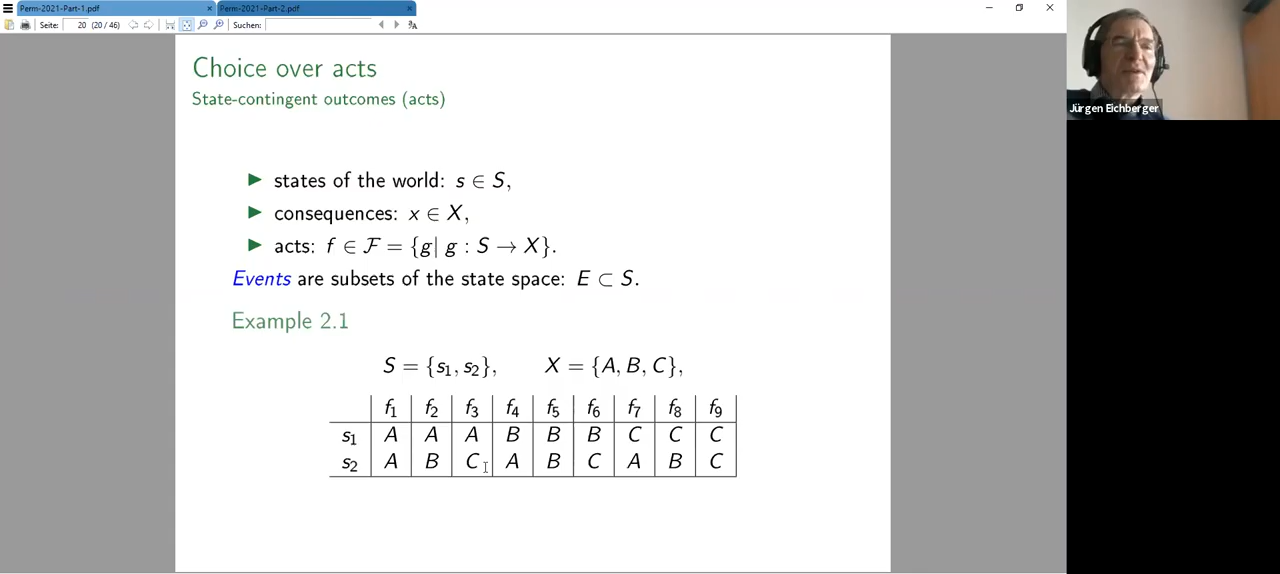 Perm-2021-Part-1.pdf × Perm-2021-Part-2.pdf ×
Seite: 20 (20 / 46) Suchen:
Jürgen Eichberger
Choice over acts
State-contingent outcomes (acts)
▶ states of the world: s ∈ S,
▶ consequences: x ∈ X,
▶ acts: f ∈ ℱ = {g| g : S → X}.
Events are subsets of the state space: E ⊂ S.
Example 2.1
S = {s₁, s₂}, X = {A, B, C},
f₁ f₂ f₃ f₄ f₅ f₆ f₇ f₈ f₉
s₁ A A A B B B C C C
s₂ A B C A B C A B C